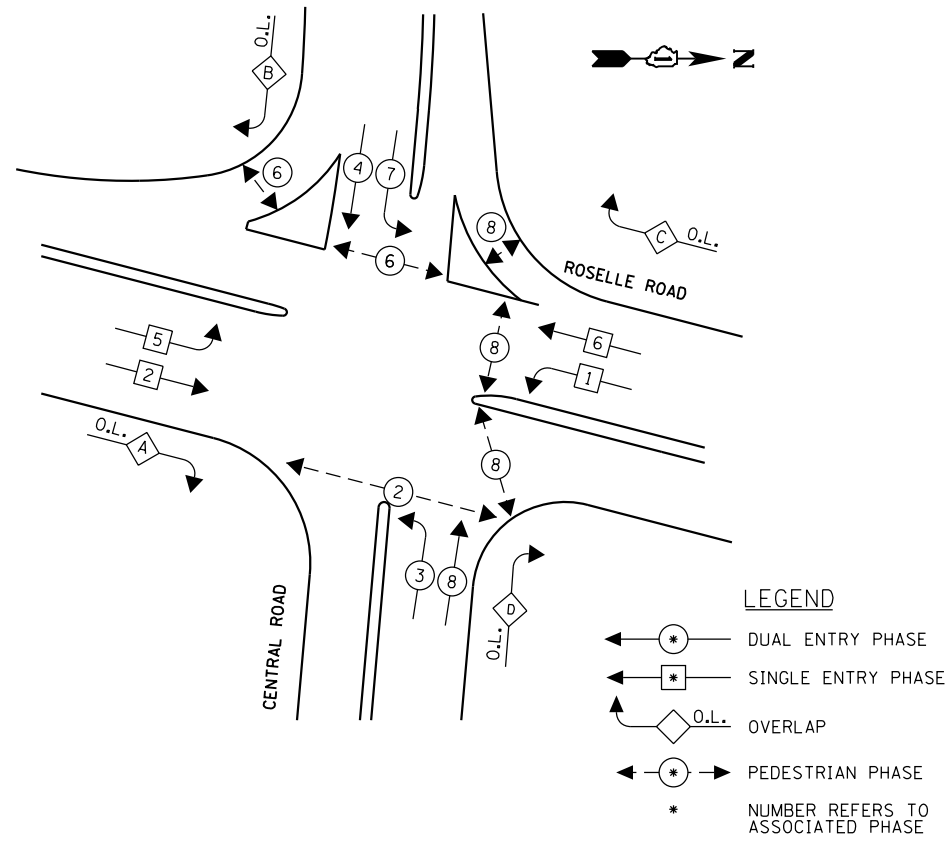 O.L.
B
N
6
4
7
8
C
O.L.
6
ROSELLE ROAD
5
8
6
2
1
O.L.
A
8
2
3
8
D
O.L.
CENTRAL ROAD
LEGEND
* DUAL ENTRY PHASE
* SINGLE ENTRY PHASE
O.L.
OVERLAP
* PEDESTRIAN PHASE
* NUMBER REFERS TO
ASSOCIATED PHASE